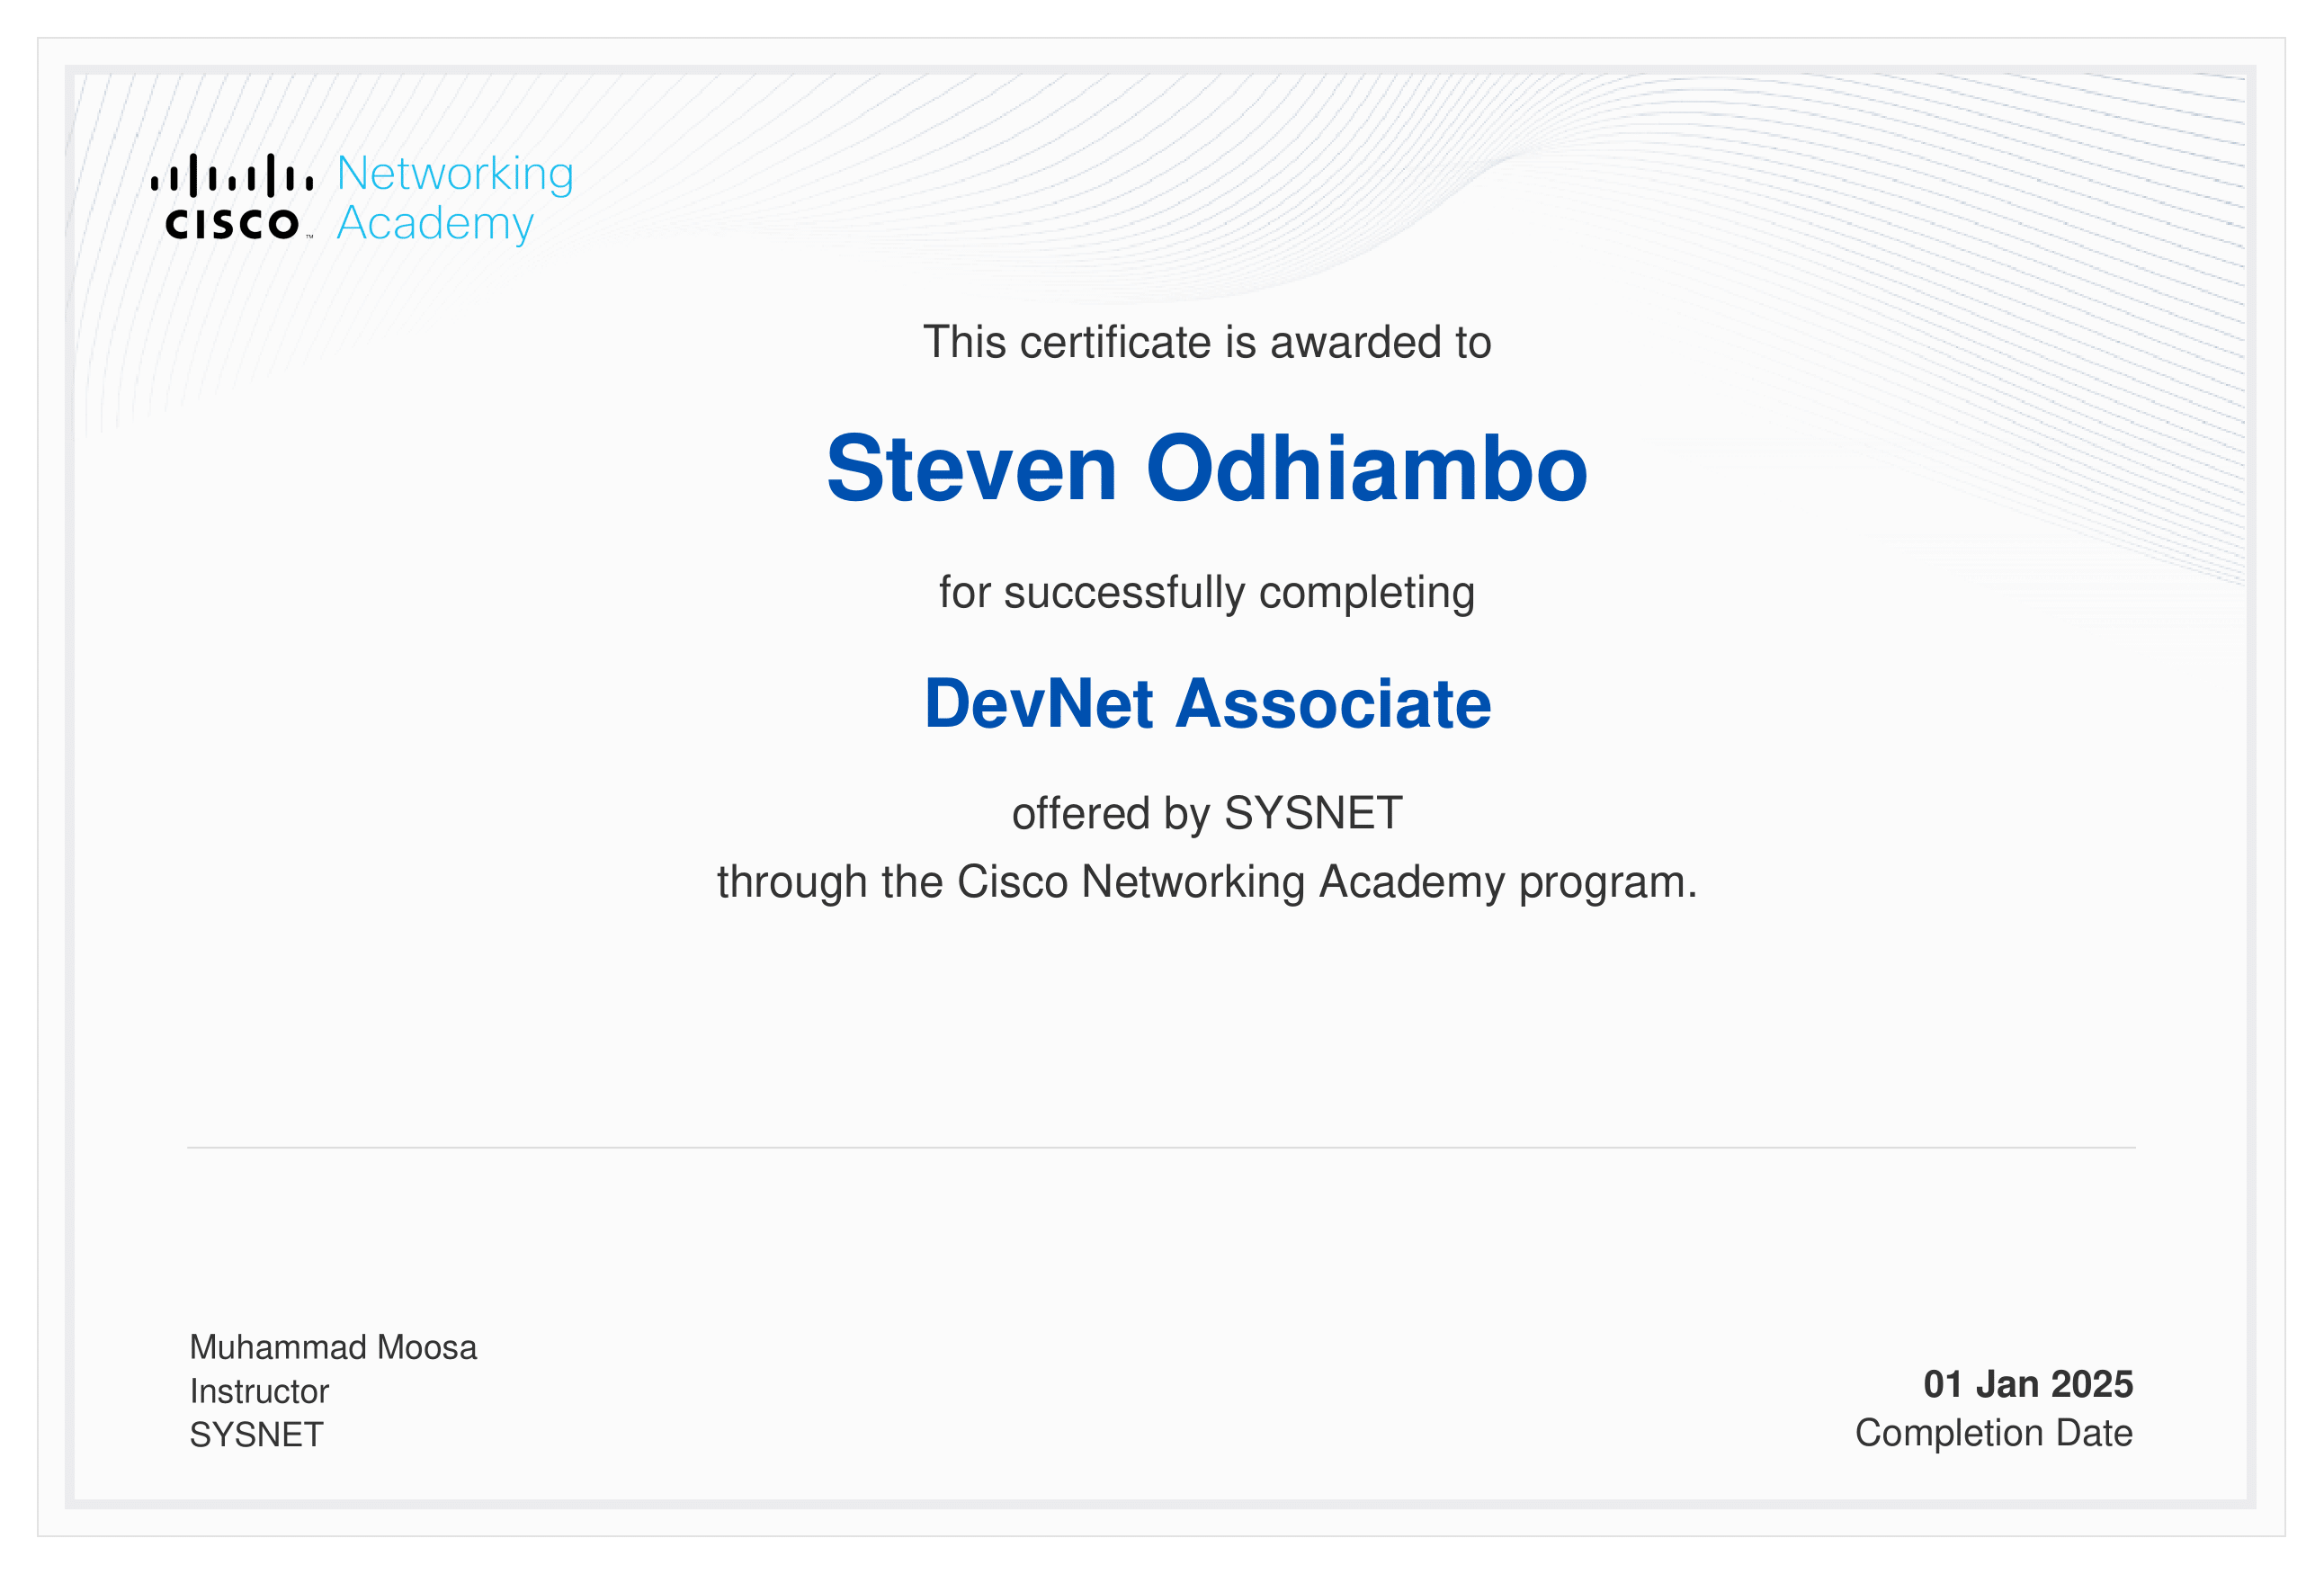 CISCO™
Networking
Academy
This certificate is awarded to
Steven Odhiambo
for successfully completing
DevNet Associate
offered by SYSNET
through the Cisco Networking Academy program.
Muhammad Moosa
Instructor
SYSNET
01 Jan 2025
Completion Date